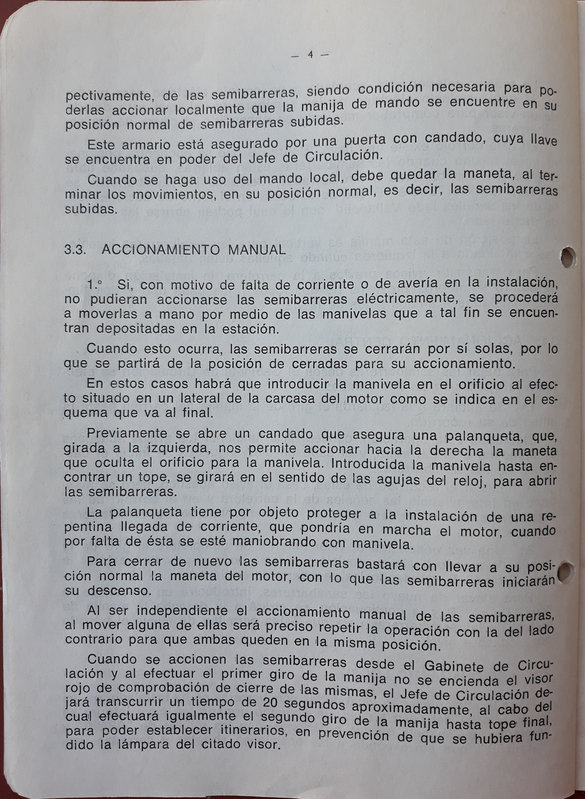 — 4 —
pectivamente, de las semibarreras, siendo condición necesaria para po-
derlas accionar localmente que la manija de mando se encuentre en su
posición normal de semibarreras subidas.
Este armario está asegurado por una puerta con candado, cuya llave
se encuentra en poder del Jefe de Circulación.
Cuando se haga uso del mando local, debe quedar la maneta, al ter-
minar los movimientos, en su posición normal, es decir, las semibarreras
subidas.
3.3. ACCIONAMIENTO MANUAL
1.º Si, con motivo de falta de corriente o de avería en la instalación,
no pudieran accionarse las semibarreras eléctricamente, se procederá
a moverlas a mano por medio de las manivelas que a tal fin se encuen-
tran depositadas en la estación.
Cuando esto ocurra, las semibarreras se cerrarán por sí solas, por lo
que se partirá de la posición de cerradas para su accionamiento.
En estos casos habrá que introducir la manivela en el orificio al efec-
to situado en un lateral de la carcasa del motor como se indica en el es-
quema que va al final.
Previamente se abre un candado que asegura una palanqueta, que,
girada a la izquierda, nos permite accionar hacia la derecha la maneta
que oculta el orificio para la manivela. Introducida la manivela hasta en-
contrar un tope, se girará en el sentido de las agujas del reloj, para abrir
las semibarreras.
La palanqueta tiene por objeto proteger a la instalación de una re-
pentina llegada de corriente, que pondría en marcha el motor, cuando
por falta de ésta se esté maniobrando con manivela.
Para cerrar de nuevo las semibarreras bastará con llevar a su posi-
ción normal la maneta del motor, con lo que las semibarreras iniciarán
su descenso.
Al ser independiente el accionamiento manual de las semibarreras,
al mover alguna de ellas será preciso repetir la operación con la del lado
contrario para que ambas queden en la misma posición.
Cuando se accionen las semibarreras desde el Gabinete de Circu-
lación y al efectuar el primer giro de la manija no se encienda el visor
rojo de comprobación de cierre de las mismas, el Jefe de Circulación de-
jará transcurrir un tiempo de 20 segundos aproximadamente, al cabo del
cual efectuará igualmente el segundo giro de la manija hasta tope final,
para poder establecer itinerarios, en prevención de que se hubiera fun-
dido la lámpara del citado visor.